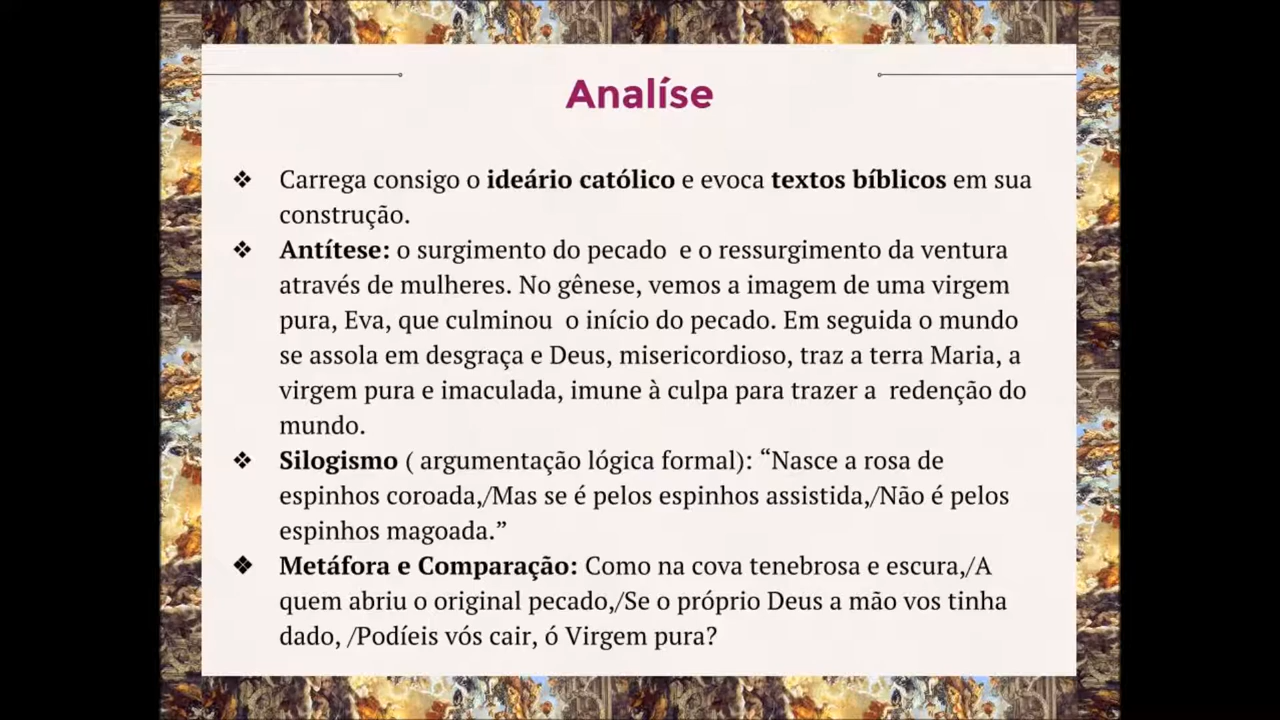 Analíse
❖ Carrega consigo o ideário católico e evoca textos bíblicos em sua
construção.
❖ Antítese: o surgimento do pecado  e o ressurgimento da ventura
através de mulheres. No gênese, vemos a imagem de uma virgem
pura, Eva, que culminou  o início do pecado. Em seguida o mundo
se assola em desgraça e Deus, misericordioso, traz a terra Maria, a
virgem pura e imaculada, imune à culpa para trazer a  redenção do
mundo.
❖ Silogismo ( argumentação lógica formal): “Nasce a rosa de
espinhos coroada,/Mas se é pelos espinhos assistida,/Não é pelos
espinhos magoada.”
❖ Metáfora e Comparação: Como na cova tenebrosa e escura,/A
quem abriu o original pecado,/Se o próprio Deus a mão vos tinha
dado, /Podíeis vós cair, ó Virgem pura?